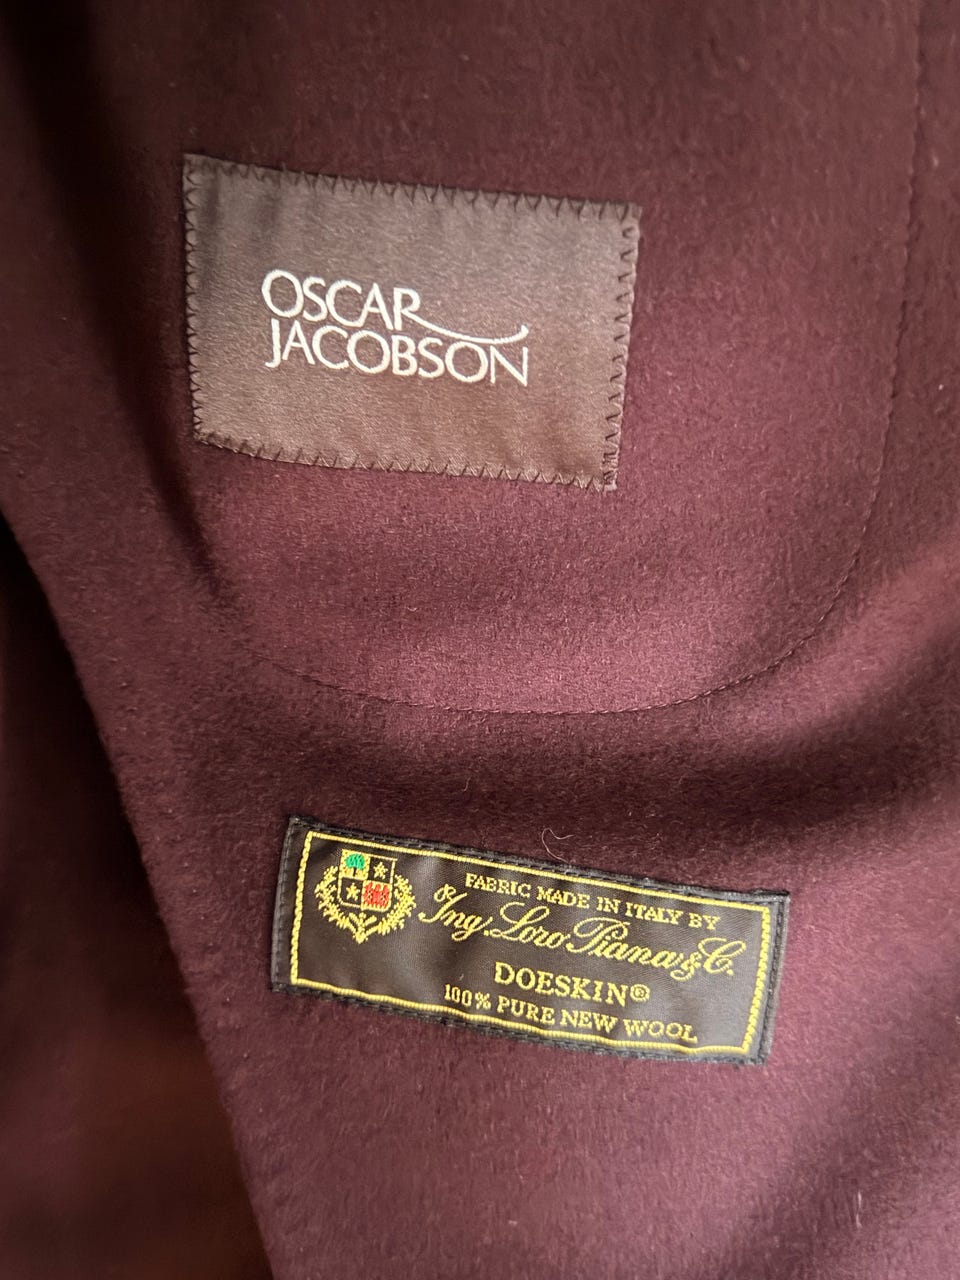 OSCAR
JACOBSON
FABRIC MADE IN ITALY BY
Ing. Loro Piana & C.
DOESKIN®
100% PURE NEW WOOL